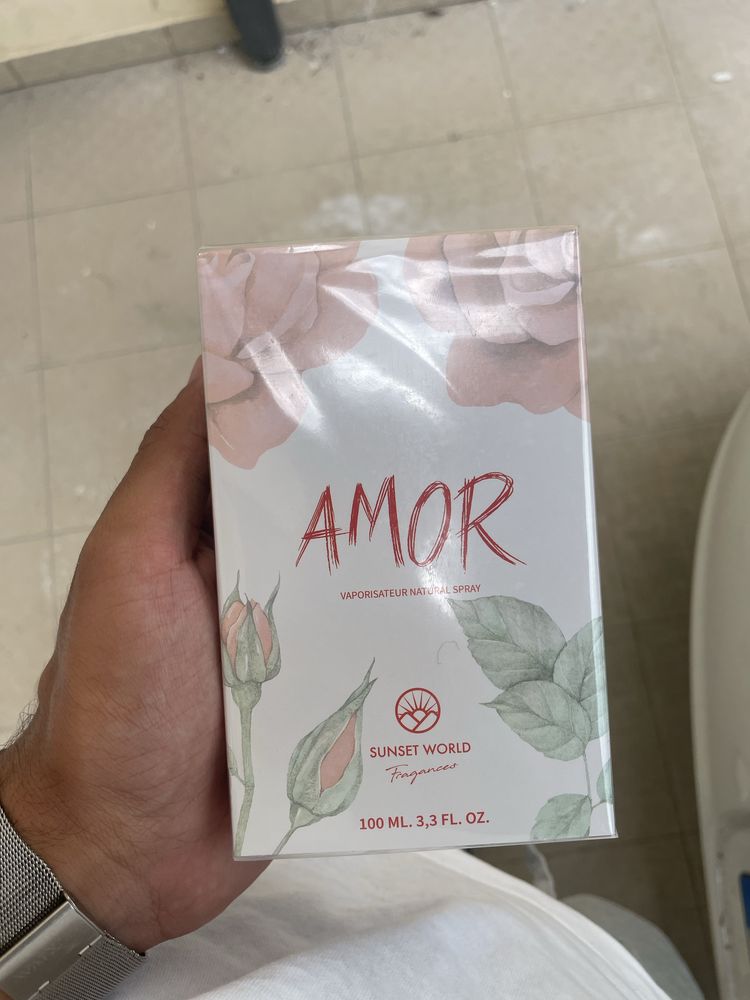 AMOR
VAPORISATEUR NATURAL SPRAY
SUNSET WORLD
Fragances
100 ML. 3,3 FL. OZ.